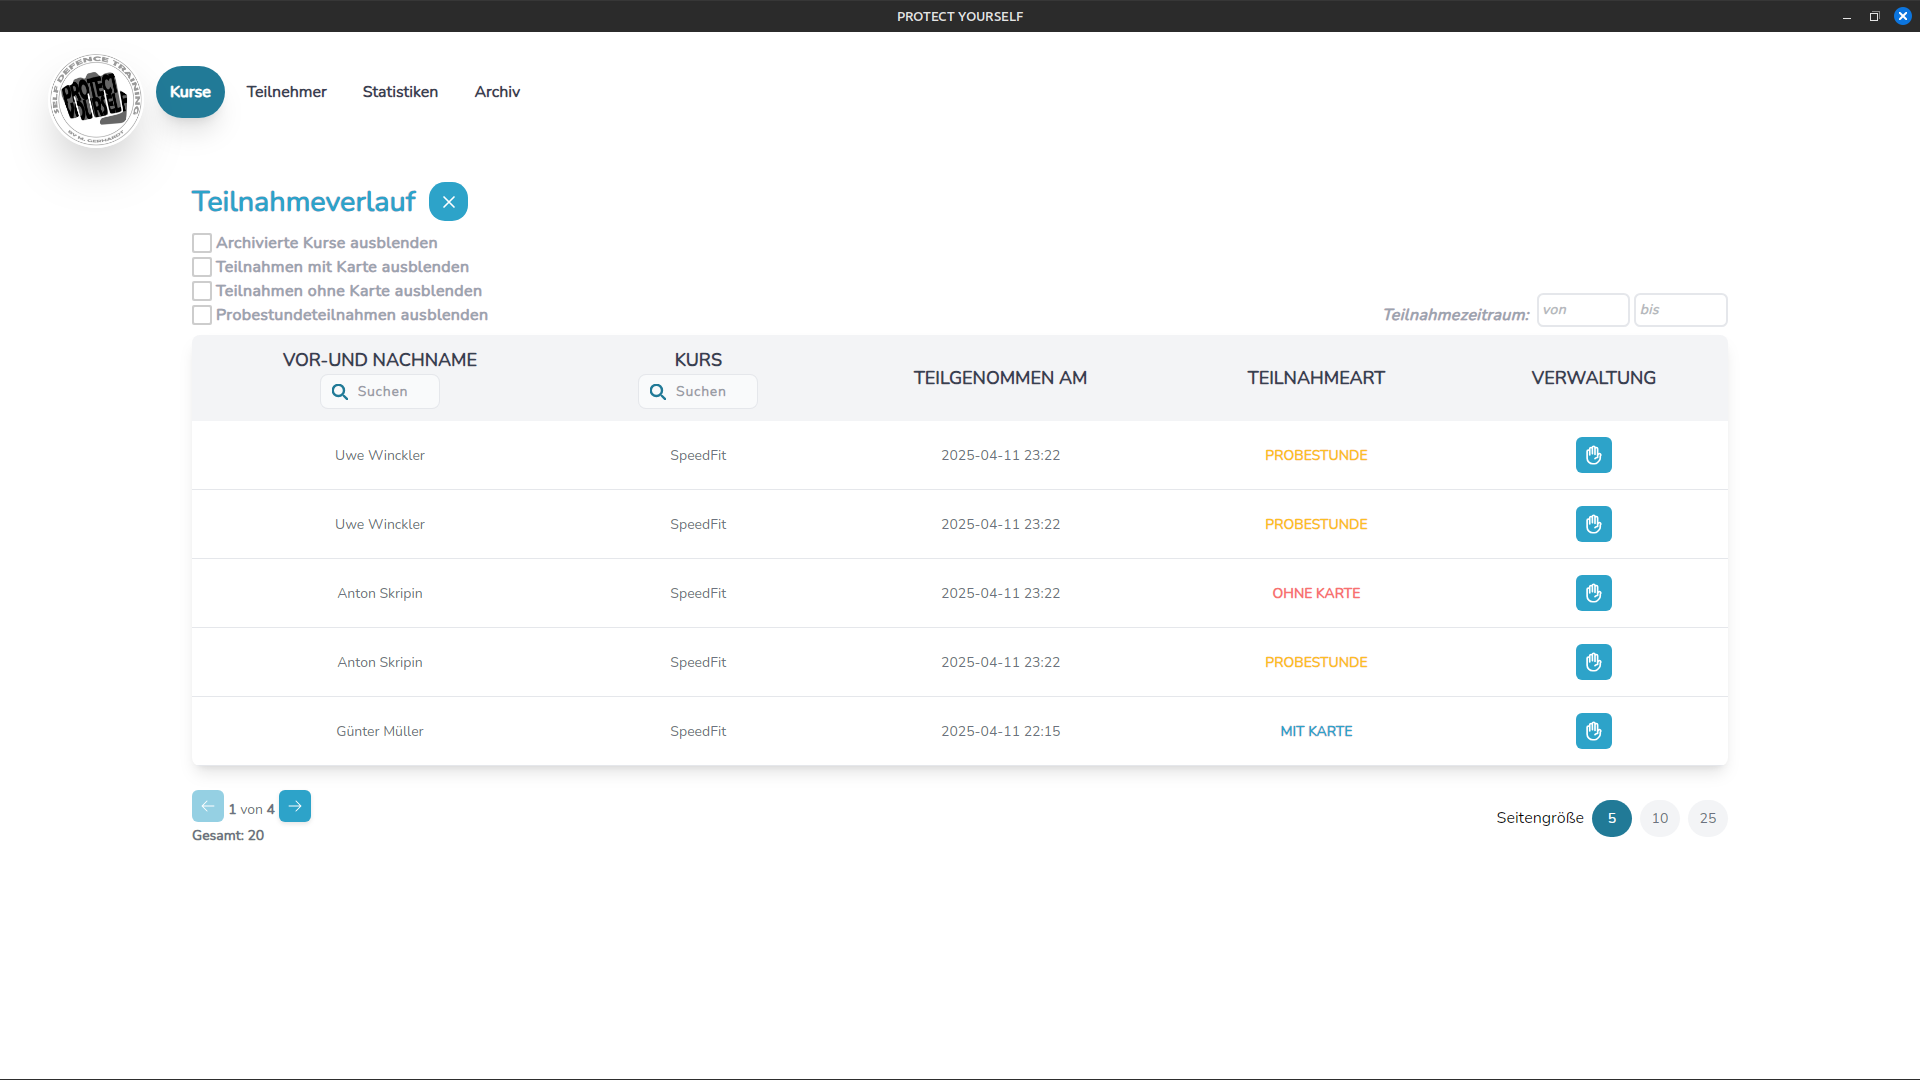 PROTECT YOURSELF
SELF DEFENCE TRAINING
PROTECT
YOURSELF
BY M. GERHARDT
Kurse Teilnehmer Statistiken Archiv
Teilnahmeverlauf
Archivierte Kurse ausblenden
Teilnahmen mit Karte ausblenden
Teilnahmen ohne Karte ausblenden
Probestundeteilnahmen ausblenden
Teilnahmezeitraum: von bis
VOR-UND NACHNAME KURS TEILGENOMMEN AM TEILNAHMEART VERWALTUNG
Suchen Suchen
Uwe Winckler SpeedFit 2025-04-11 23:22 PROBESTUNDE
Uwe Winckler SpeedFit 2025-04-11 23:22 PROBESTUNDE
Anton Skripin SpeedFit 2025-04-11 23:22 OHNE KARTE
Anton Skripin SpeedFit 2025-04-11 23:22 PROBESTUNDE
Günter Müller SpeedFit 2025-04-11 22:15 MIT KARTE
1 von 4
Gesamt: 20
Seitengröße 5 10 25